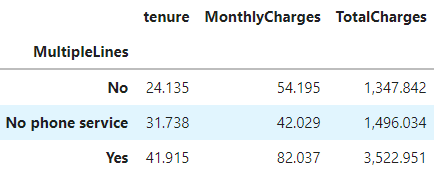 tenure MonthlyCharges TotalCharges
MultipleLines
No 24.135 54.195 1,347.842
No phone service 31.738 42.029 1,496.034
Yes 41.915 82.037 3,522.951